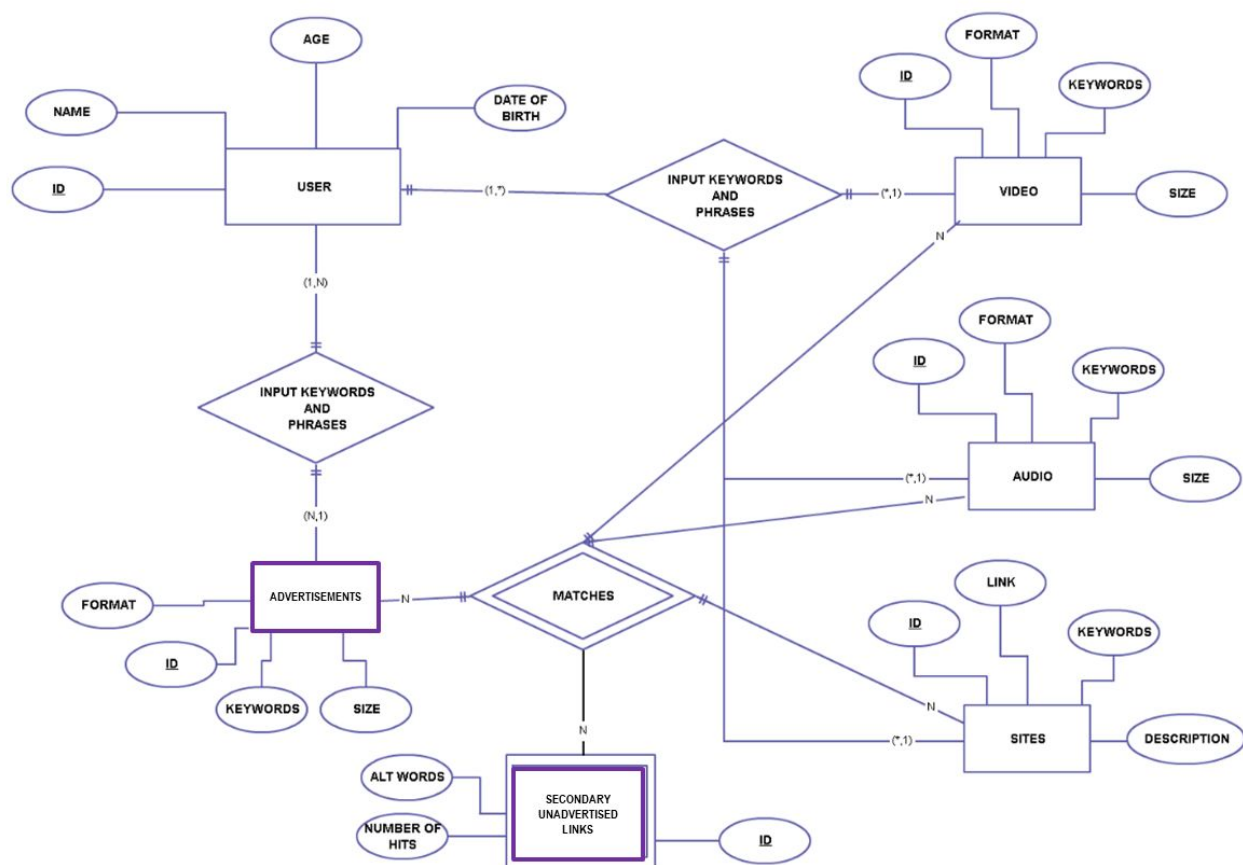 AGE
FORMAT
ID
KEYWORDS
NAME
DATE OF
BIRTH
ID
USER
(1,*)
INPUT KEYWORDS
AND
PHRASES
(*,1)
VIDEO
SIZE
N
(1,N)
FORMAT
ID
KEYWORDS
INPUT KEYWORDS
AND
PHRASES
(*,1)
AUDIO
SIZE
N
(N,1)
FORMAT
ADVERTISEMENTS
N
MATCHES
LINK
ID
KEYWORDS
ID
KEYWORDS
SIZE
N
N
(*,1)
SITES
DESCRIPTION
ALT WORDS
NUMBER OF
HITS
SECONDARY
UNADVERTISED
LINKS
ID